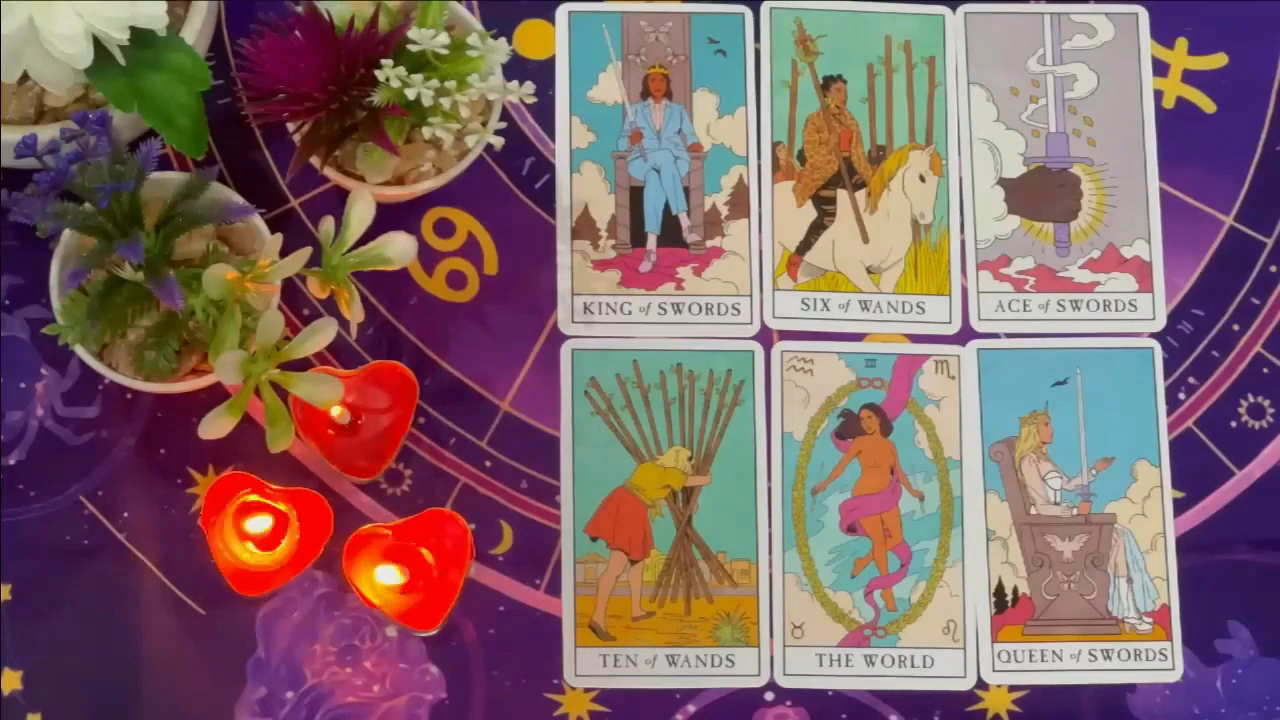 KING of SWORDS
SIX of WANDS
ACE of SWORDS
TEN of WANDS
THE WORLD
QUEEN of SWORDS